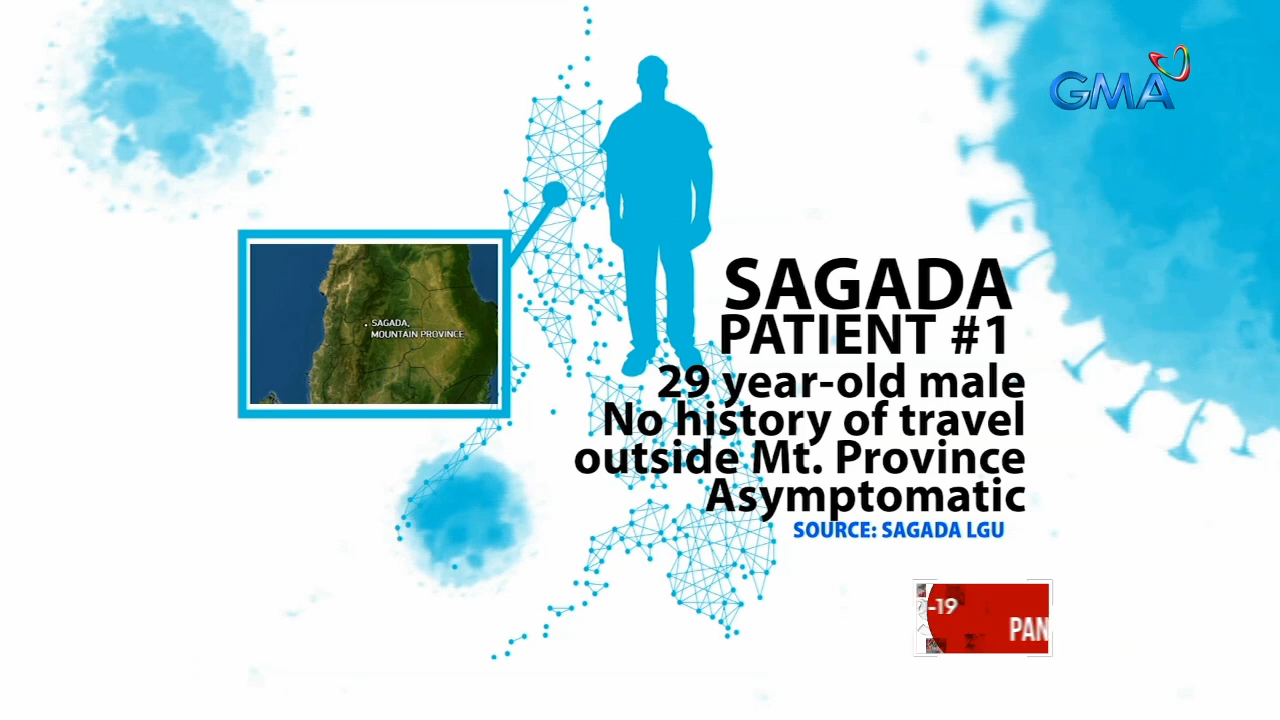 GMA
SAGADA,
MOUNTAIN PROVINCE
SAGADA
PATIENT #1
29 year-old male
No history of travel
outside Mt. Province
Asymptomatic
SOURCE: SAGADA LGU
-19
PAN